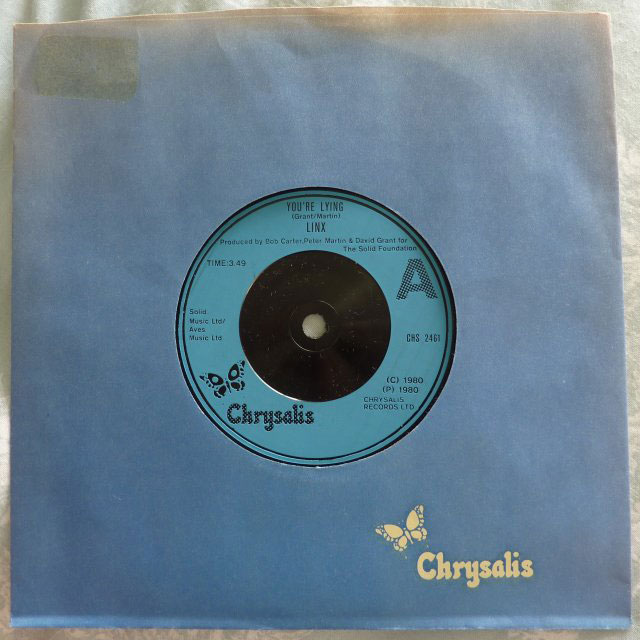 YOU'RE LYING
(Grant/Martin)
LINX
Produced by Bob Carter, Peter Martin & David Grant for
The Solid Foundation
TIME:3.49
A
Solid
Music Ltd/
Aves
Music Ltd
CHS 2461
(C) 1980
(P) 1980
CHRYSALIS
RECORDS LTD
Chrysalis
Chrysalis